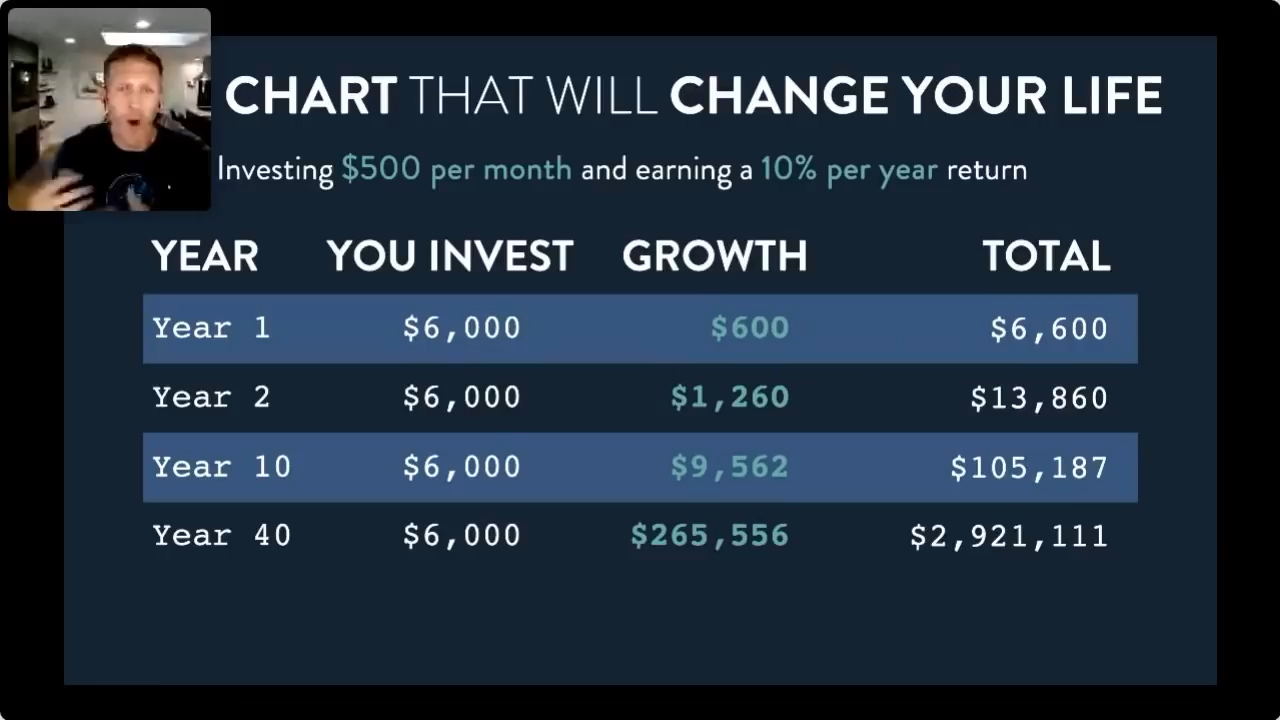 CHART THAT WILL CHANGE YOUR LIFE
Investing $500 per month and earning a 10% per year return
YEAR YOU INVEST GROWTH TOTAL
Year 1 $6,000 $600 $6,600
Year 2 $6,000 $1,260 $13,860
Year 10 $6,000 $9,562 $105,187
Year 40 $6,000 $265,556 $2,921,111